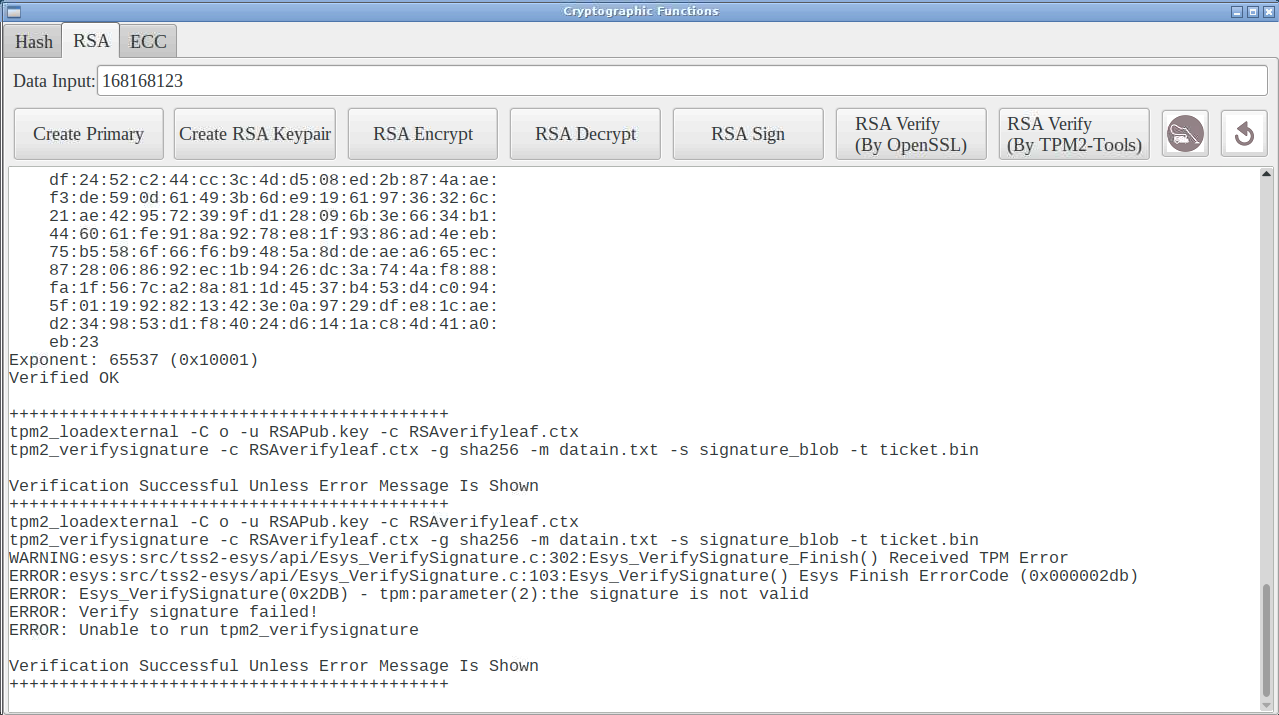 Cryptographic Functions
Hash RSA ECC
Data Input: 168168123
Create Primary Create RSA Keypair RSA Encrypt RSA Decrypt RSA Sign RSA Verify (By OpenSSL) RSA Verify (By TPM2-Tools)
df:24:52:c2:44:cc:3c:4d:d5:08:ed:2b:87:4a:ae:
f3:de:59:0d:61:49:3b:6d:e9:19:61:97:36:32:6c:
21:ae:42:95:72:39:9f:d1:28:09:6b:3e:66:34:b1:
44:60:61:fe:91:8a:92:78:e8:1f:93:86:ad:4e:eb:
75:b5:58:6f:66:f6:b9:48:5a:8d:de:ae:a6:65:ec:
87:28:06:86:92:ec:1b:94:26:dc:3a:74:4a:f8:88:
fa:1f:56:7c:a2:8a:81:1d:45:37:b4:53:d4:c0:94:
5f:01:19:92:82:13:42:3e:0a:97:29:df:e8:1c:ae:
d2:34:98:53:d1:f8:40:24:d6:14:1a:c8:4d:41:a0:
eb:23
Exponent: 65537 (0x10001)
Verified OK
++++++++++++++++++++++++++++++++++++++++++++
tpm2_loadexternal -C o -u RSAPub.key -c RSAverifyleaf.ctx
tpm2_verifysignature -c RSAverifyleaf.ctx -g sha256 -m datain.txt -s signature_blob -t ticket.bin
Verification Successful Unless Error Message Is Shown
++++++++++++++++++++++++++++++++++++++++++++
tpm2_loadexternal -C o -u RSAPub.key -c RSAverifyleaf.ctx
tpm2_verifysignature -c RSAverifyleaf.ctx -g sha256 -m datain.txt -s signature_blob -t ticket.bin
WARNING:esys:src/tss2-esys/api/Esys_VerifySignature.c:302:Esys_VerifySignature_Finish() Received TPM Error
ERROR:esys:src/tss2-esys/api/Esys_VerifySignature.c:103:Esys_VerifySignature() Esys Finish ErrorCode (0x000002db)
ERROR: Esys_VerifySignature(0x2DB) - tpm:parameter(2):the signature is not valid
ERROR: Verify signature failed!
ERROR: Unable to run tpm2_verifysignature
Verification Successful Unless Error Message Is Shown
++++++++++++++++++++++++++++++++++++++++++++